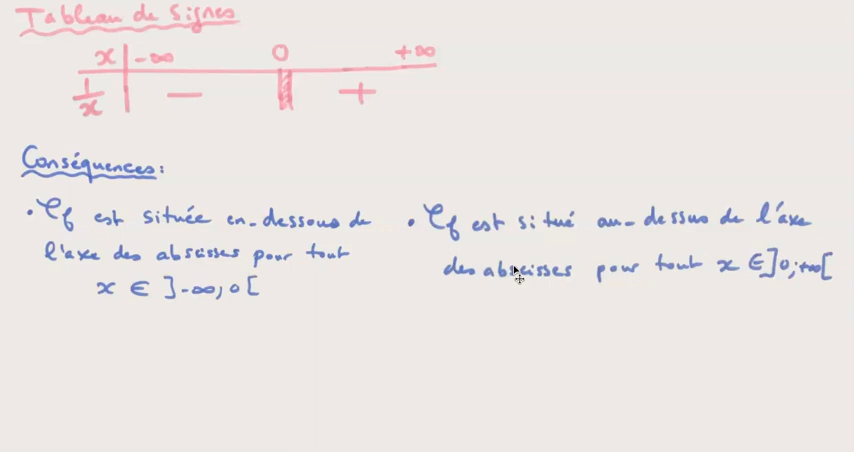 Tableau de Signes
x -∞ 0 +∞
1/x - +
Conséquences:
• Cf est située en-dessous de
l'axe des abscisses pour tout
x ∈ ]-∞; 0[
• Cf est situé au-dessus de l'axe
des abscisses pour tout x ∈ ]0; +∞[